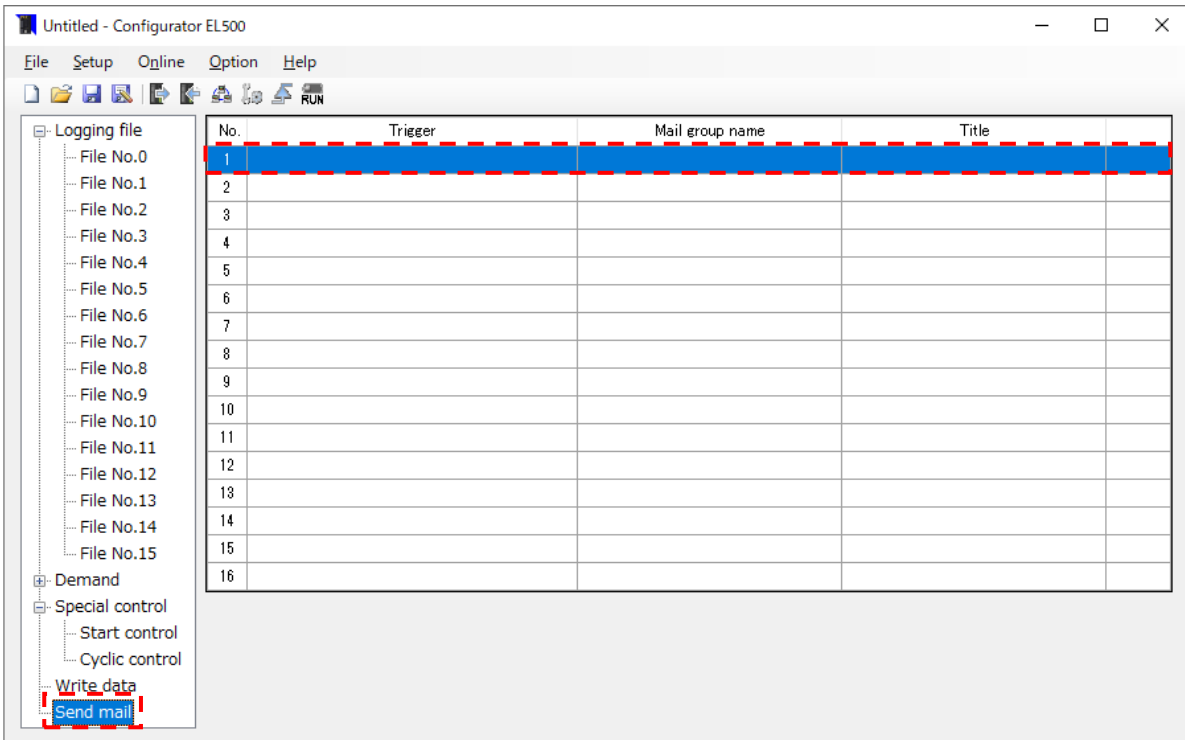 Untitled - Configurator EL500
File Setup Online Option Help
RUN
Logging file
File No.0
File No.1
File No.2
File No.3
File No.4
File No.5
File No.6
File No.7
File No.8
File No.9
File No.10
File No.11
File No.12
File No.13
File No.14
File No.15
Demand
Special control
Start control
Cyclic control
Write data
Send mail
No. Trigger Mail group name Title
1
2
3
4
5
6
7
8
9
10
11
12
13
14
15
16